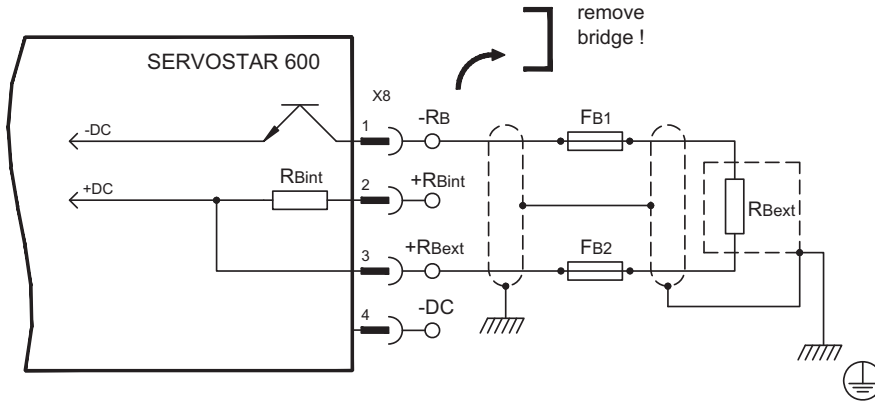 remove
bridge !
SERVOSTAR 600
X8
-DC
1
-RB
FB1
+DC
RBint
2
+RBint
RBext
3
+RBext
FB2
4
-DC